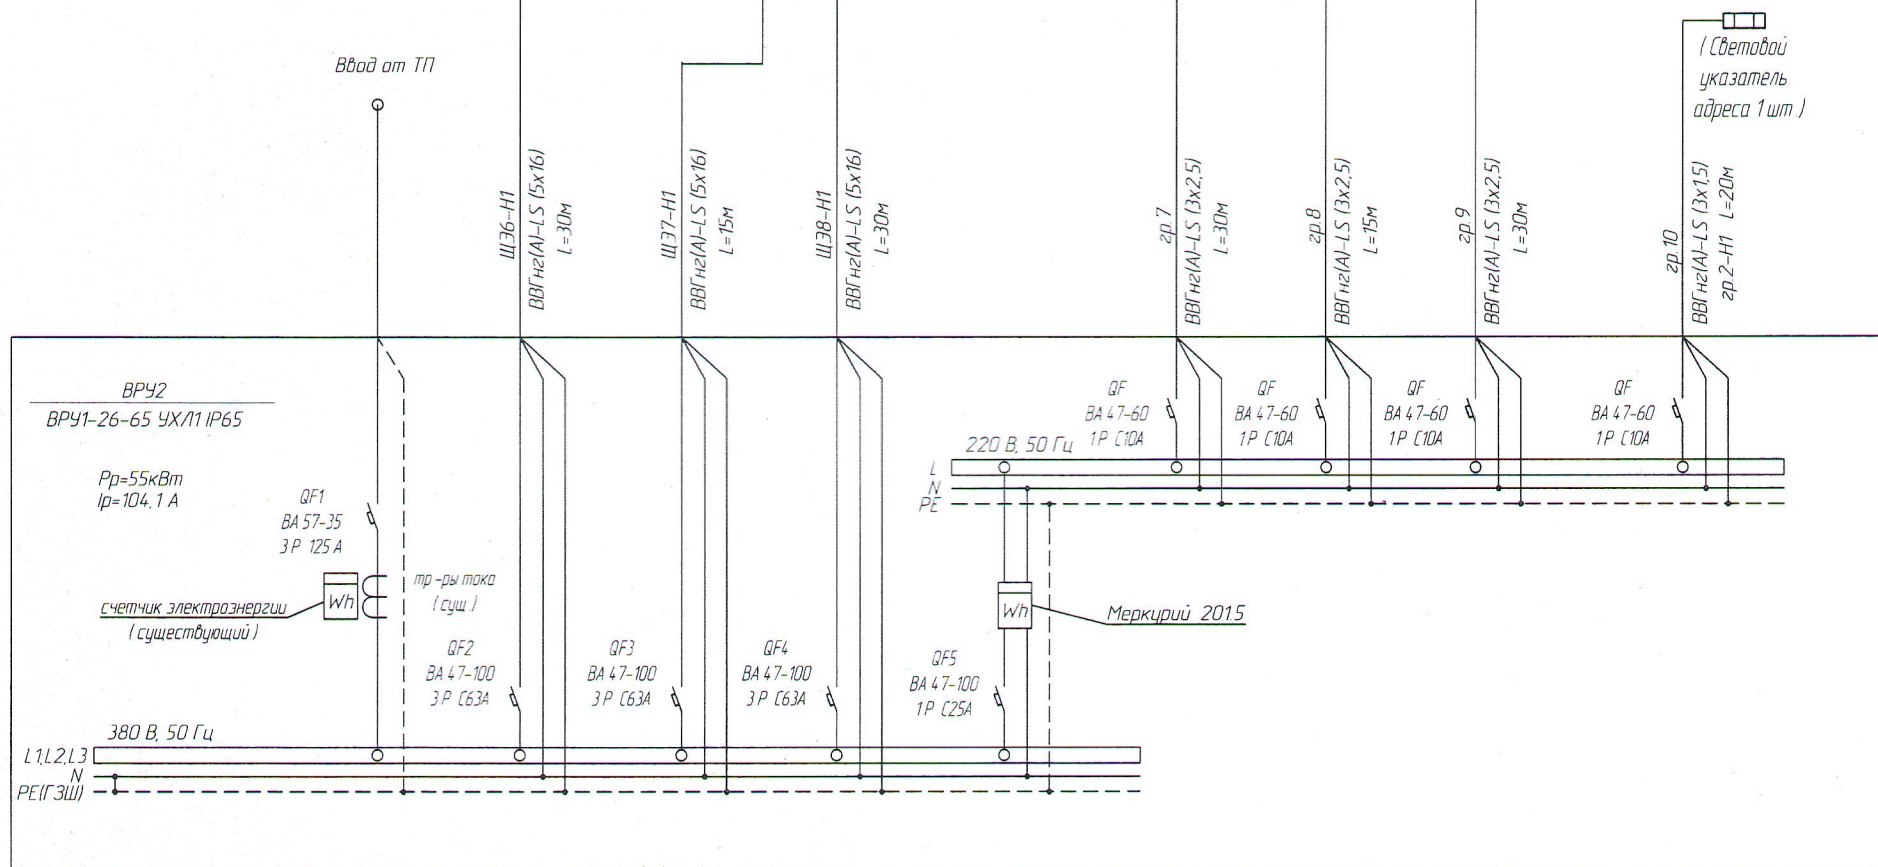 Ввод от ТП
(Световой
указатель
адреса 1 шт.)
ЩЭ6-Н1
ВВГнг(А)-LS (5х16)
L=30м
ЩЭ7-Н1
ВВГнг(А)-LS (5х16)
L=15м
ЩЭ8-Н1
ВВГнг(А)-LS (5х16)
L=30м
гр.7
ВВГнг(А)-LS (3х2,5)
L=30м
гр.8
ВВГнг(А)-LS (3х2,5)
L=15м
гр.9
ВВГнг(А)-LS (3х2,5)
L=30м
гр.10
ВВГнг(А)-LS (3х1,5)
гр.2-Н1 L=20м
ВРУ2
ВРУ1-26-65 УХЛ1 IP65
Рр=55кВт
Iр=104,1 А
QF1
ВА 57-35
3 Р 125 А
Wh
тр-ры тока
(сущ.)
счетчик электроэнергии
(существующий)
QF2
ВА 47-100
3 Р С63А
QF3
ВА 47-100
3 Р С63А
QF4
ВА 47-100
3 Р С63А
QF5
ВА 47-100
1Р С25А
Wh
Меркурий 201.5
QF
ВА 47-60
1Р С10А
QF
ВА 47-60
1Р С10А
QF
ВА 47-60
1Р С10А
QF
ВА 47-60
1Р С10А
220 В, 50 Гц
L
N
PE
380 В, 50 Гц
L1,L2,L3
N
PE(ГЗШ)